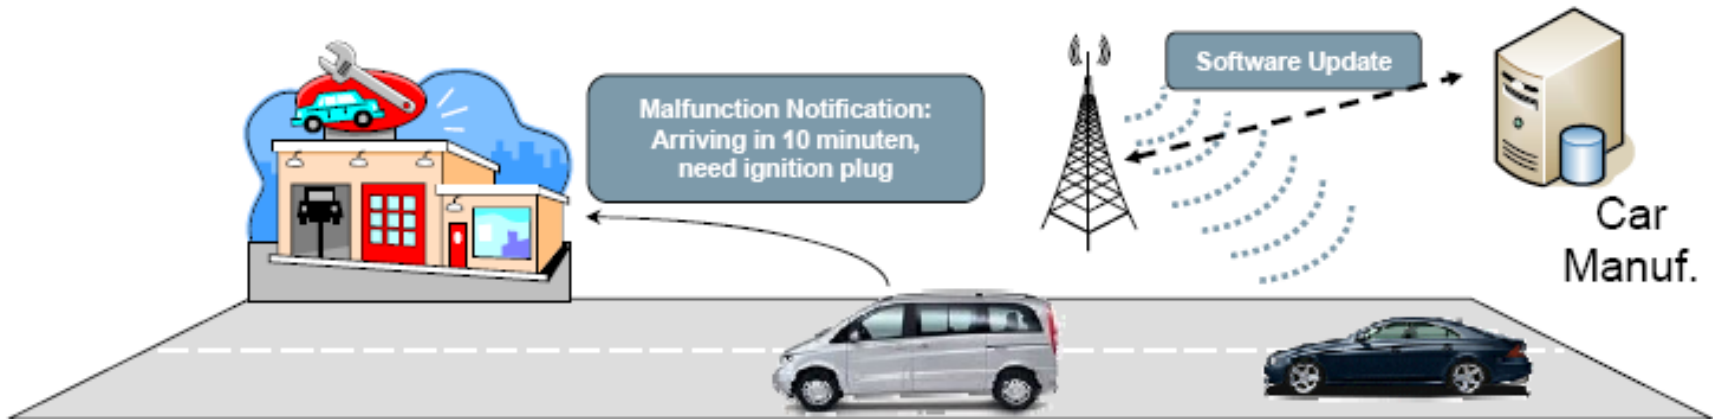 Malfunction Notification:
Arriving in 10 minuten,
need ignition plug
Software Update
Car
Manuf.